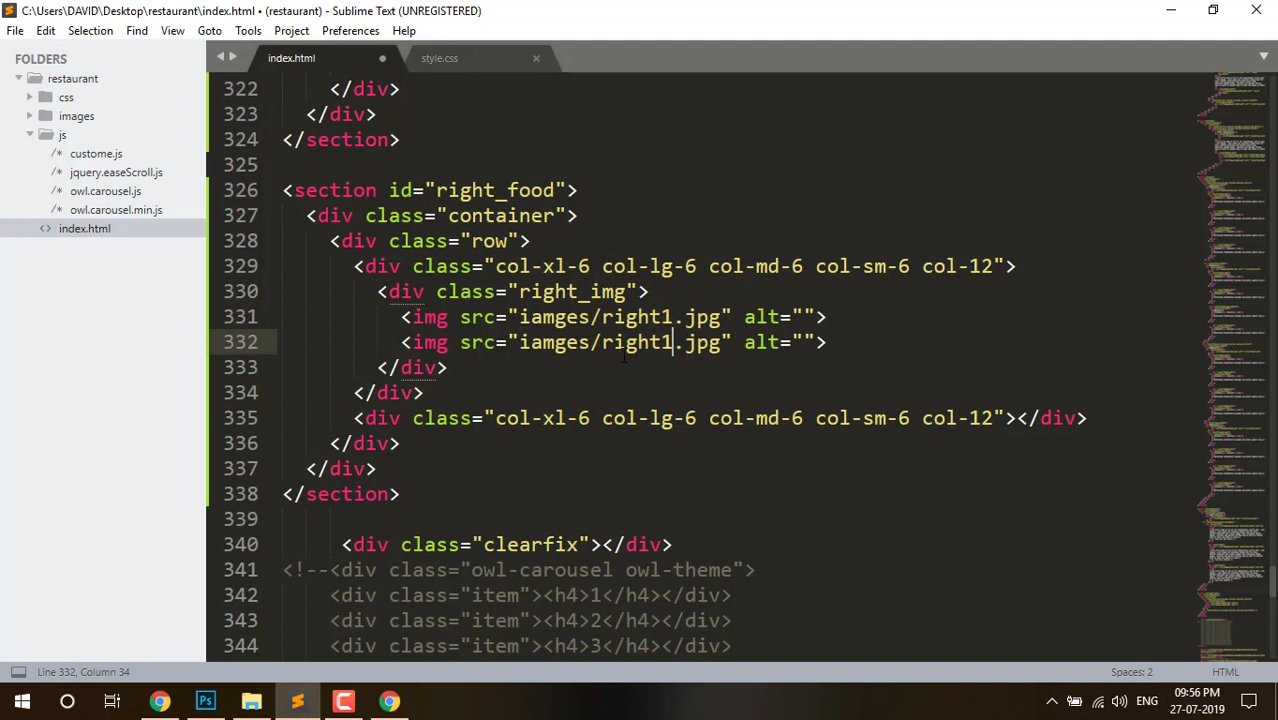 C:\Users\DAVID\Desktop\restaurant\index.html • (restaurant) - Sublime Text (UNREGISTERED)
File Edit Selection Find View Goto Tools Project Preferences Help
FOLDERS
restaurant
css
images
js
/* custome.js
/* jquery.easeScroll.js
/* owl.carousel.js
/* owl.carousel.min.js
<> index.html
index.html
style.css
322 </div>
323 </div>
324 </section>
325
326 <section id="right_food">
327 <div class="container">
328 <div class="row">
329 <div class="col-xl-6 col-lg-6 col-md-6 col-sm-6 col-12">
330 <div class="right_img">
331 <img src="iamges/right1.jpg" alt="">
332 <img src="iamges/right1.jpg" alt="">
333 </div>
334 </div>
335 <div class="col-xl-6 col-lg-6 col-md-6 col-sm-6 col-12"></div>
336 </div>
337 </div>
338 </section>
339
340 <div class="clearfix"></div>
341 <!--<div class="owl-carousel owl-theme">
342 <div class="item"><h4>1</h4></div>
343 <div class="item"><h4>2</h4></div>
344 <div class="item"><h4>3</h4></div>
Line 332, Column 34
Spaces: 2
HTML
Ps
ENG
09:56 PM
27-07-2019